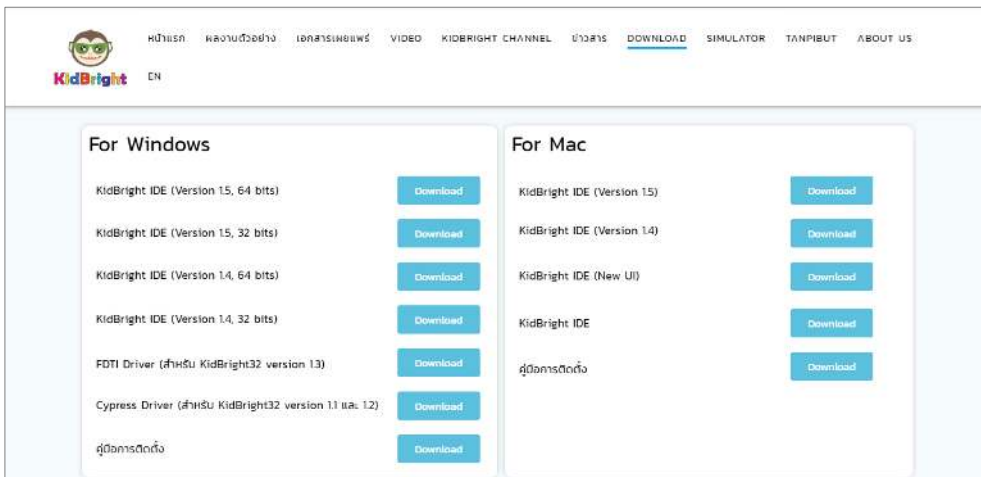 หน้าแรก ผลงานตัวอย่าง เอกสารเผยแพร่ VIDEO KIDBRIGHT CHANNEL ข่าวสาร DOWNLOAD SIMULATOR TANPIBUT ABOUT US
KidBright EN
For Windows
KidBright IDE (Version 1.5, 64 bits) Download
KidBright IDE (Version 1.5, 32 bits) Download
KidBright IDE (Version 1.4, 64 bits) Download
KidBright IDE (Version 1.4, 32 bits) Download
FDTI Driver (สำหรับ KidBright32 version 1.3) Download
Cypress Driver (สำหรับ KidBright32 version 1.1 และ 1.2) Download
คู่มือการติดตั้ง Download
For Mac
KidBright IDE (Version 1.5) Download
KidBright IDE (Version 1.4) Download
KidBright IDE (New UI) Download
KidBright IDE Download
คู่มือการติดตั้ง Download